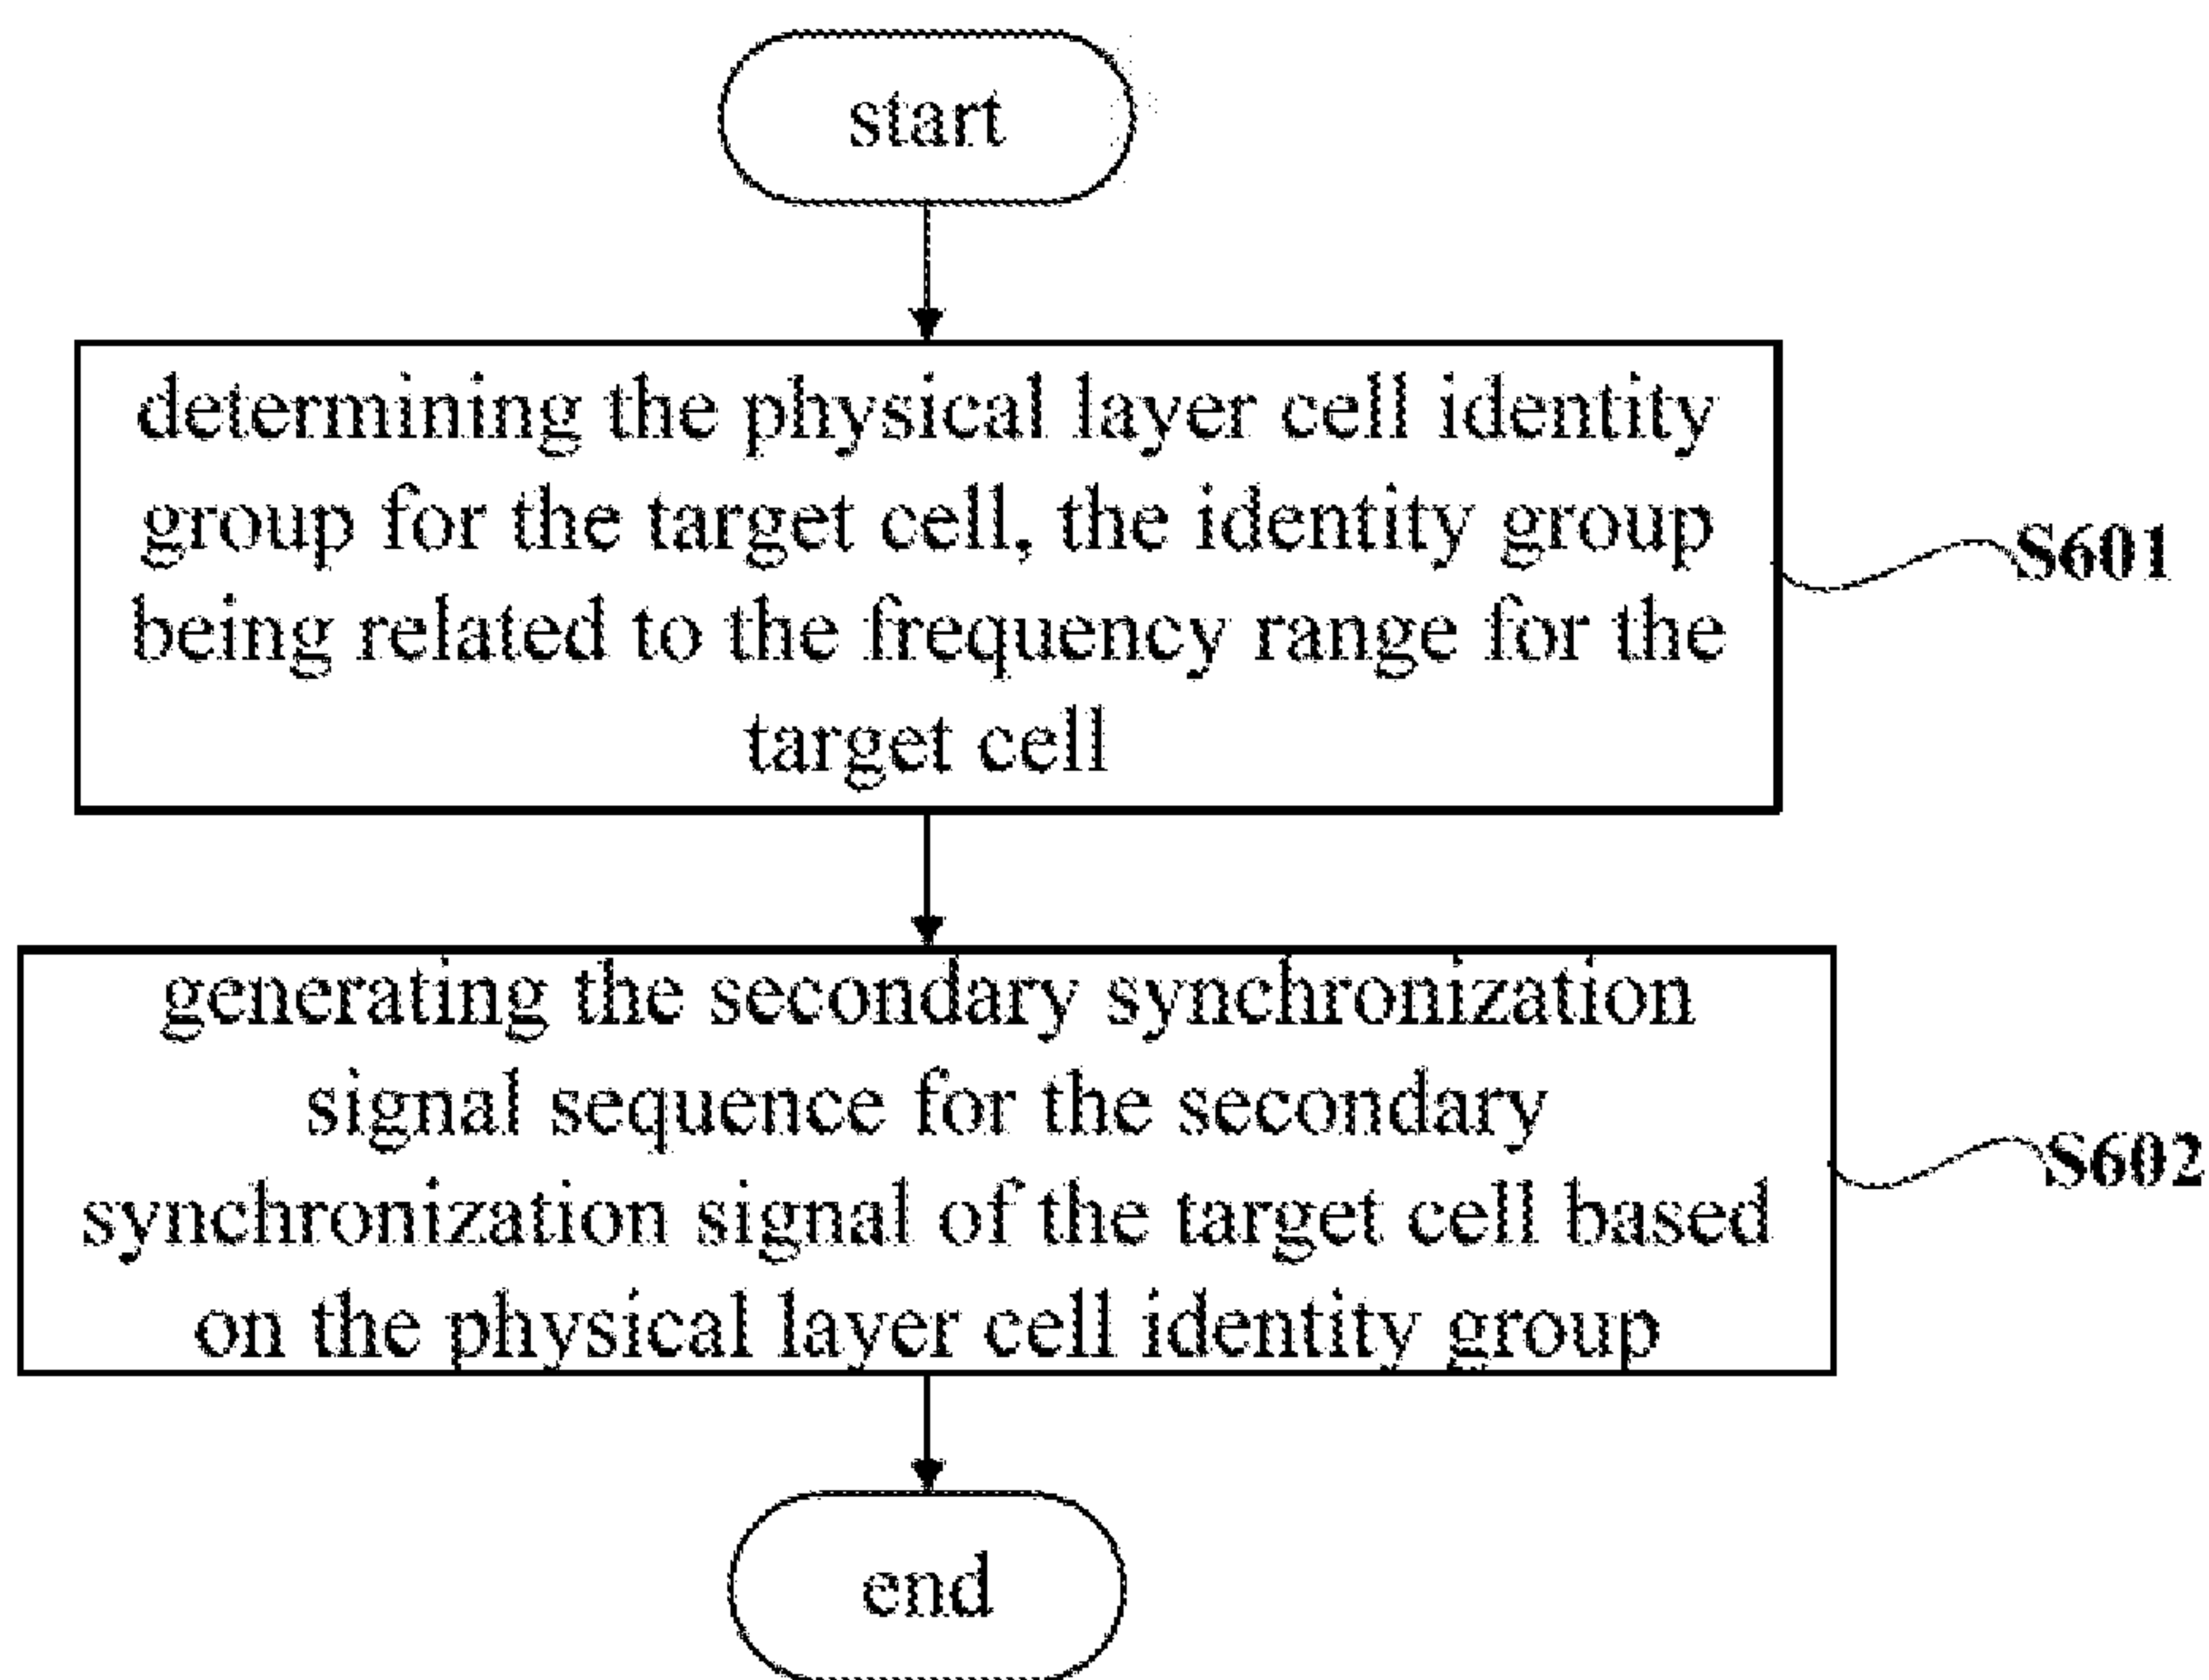 start
determining the physical layer cell identity
group for the target cell, the identity group
being related to the frequency range for the
target cell
S601
generating the secondary synchronization
signal sequence for the secondary
synchronization signal of the target cell based
on the physical layer cell identity group
S602
end